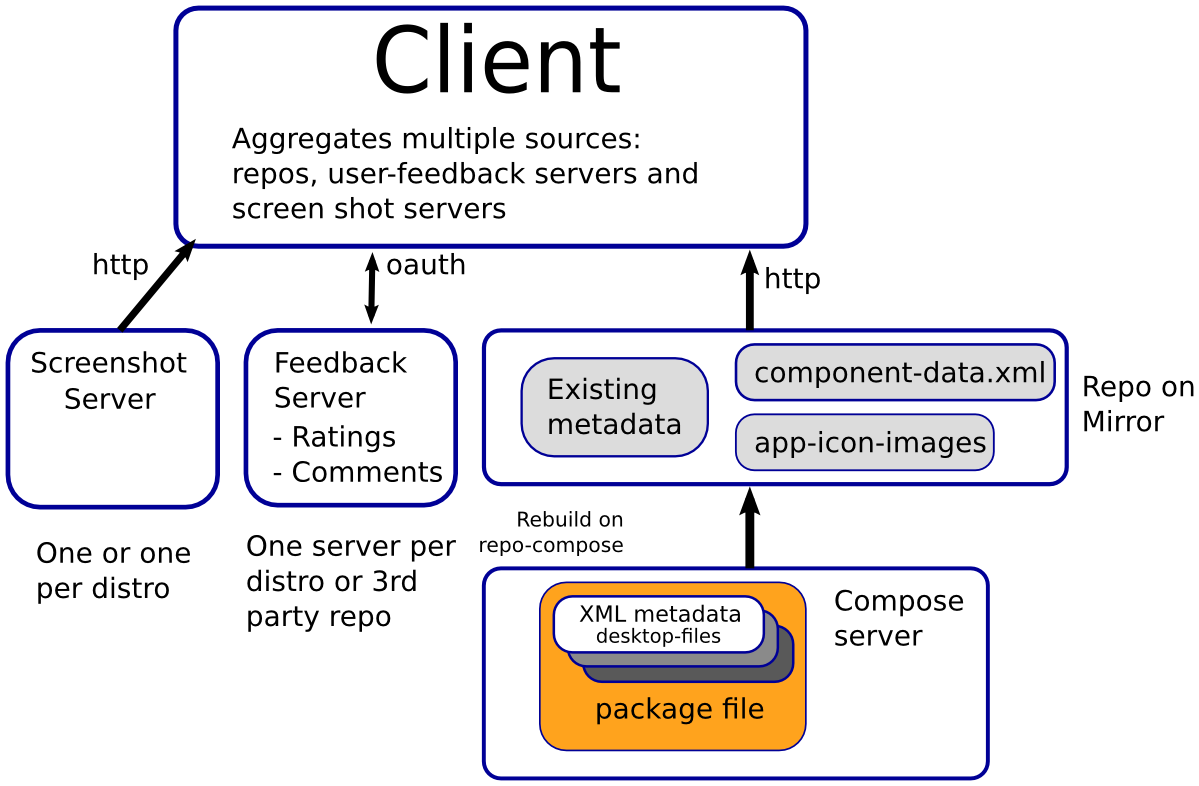 Client
Aggregates multiple sources:
repos, user-feedback servers and
screen shot servers
http
oauth
http
Screenshot
Server
Feedback
Server
- Ratings
- Comments
Existing
metadata
component-data.xml
app-icon-images
Repo on
Mirror
One or one
per distro
One server per
distro or 3rd
party repo
Rebuild on
repo-compose
XML metadata
desktop-files
package file
Compose
server